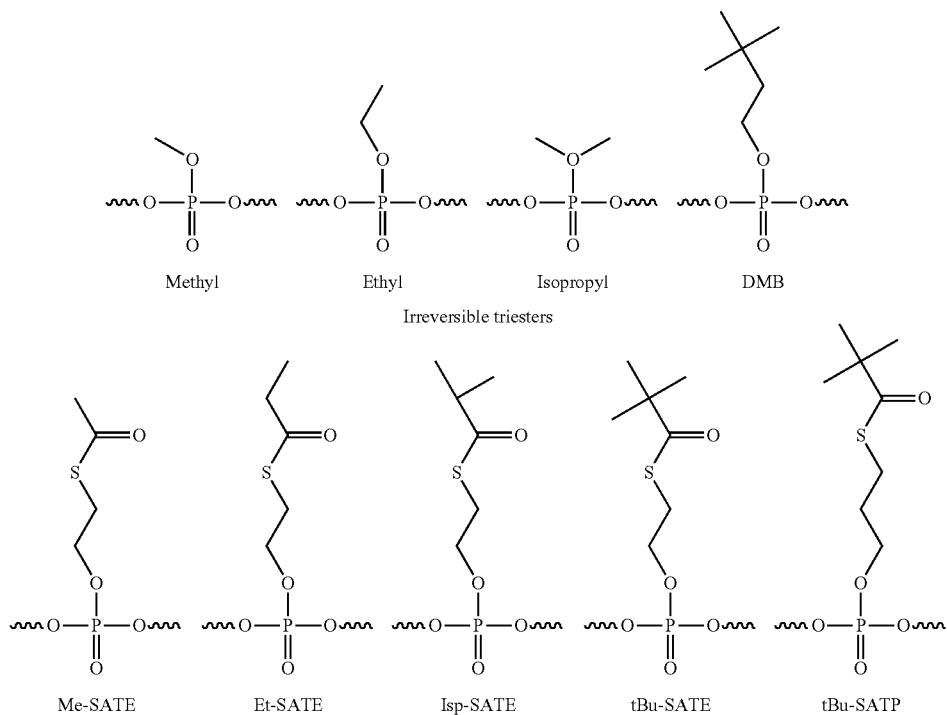 O
O P O
O
Methyl
O
O P O
O
Ethyl
O
O P O
O
Isopropyl
O
O P O
O
DMB
Irreversible triesters
O
S
O
O P O
O
Me-SATE
O
S
O
O P O
O
Et-SATE
O
S
O
O P O
O
Isp-SATE
O
S
O
O P O
O
tBu-SATE
O
S
O
O P O
O
tBu-SATP